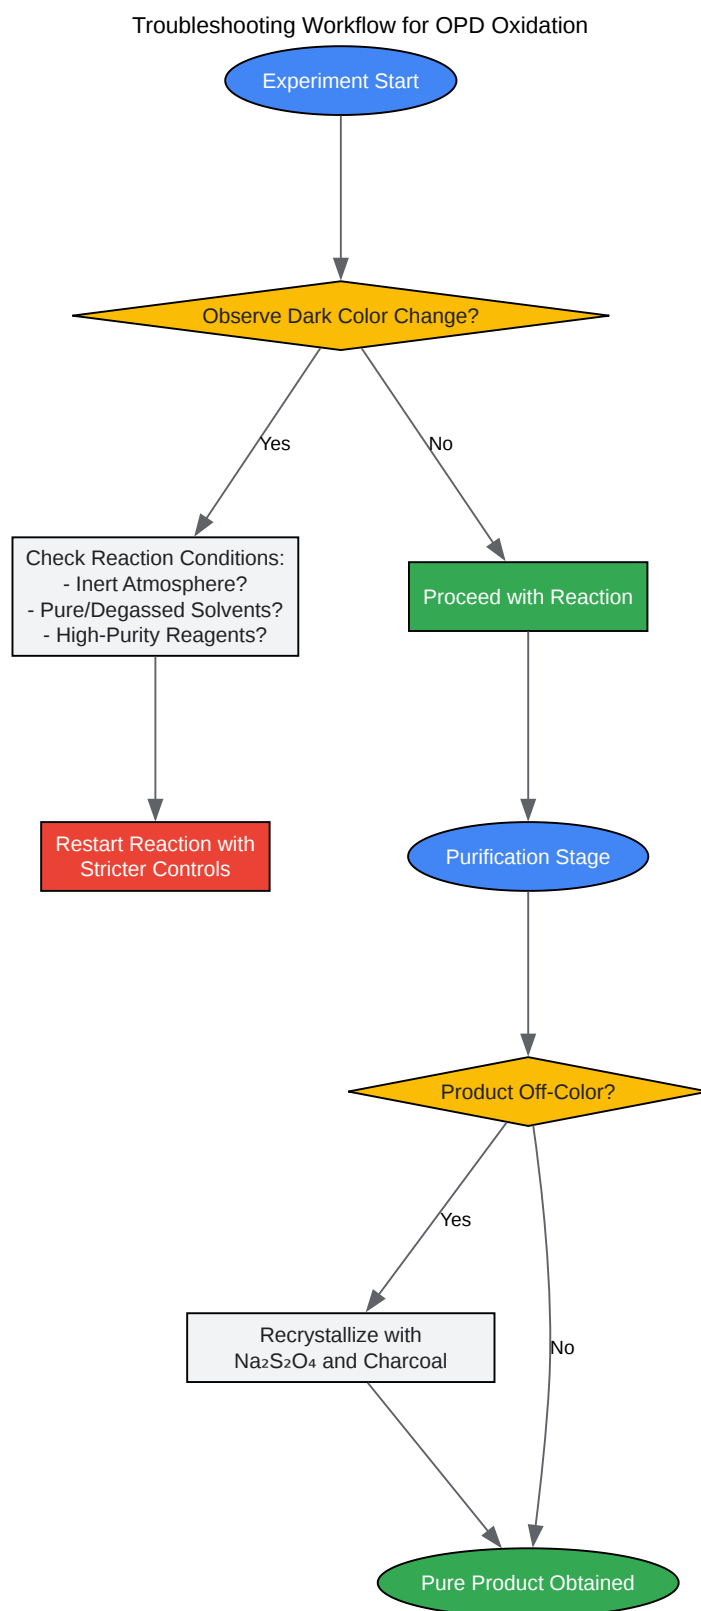 Troubleshooting Workflow for OPD Oxidation
Experiment Start
Observe Dark Color Change?
Yes
No
Check Reaction Conditions:
- Inert Atmosphere?
- Pure/Degassed Solvents?
- High-Purity Reagents?
Proceed with Reaction
Restart Reaction with
Stricter Controls
Purification Stage
Product Off-Color?
Yes
Recrystallize with
Na₂S₂O₄ and Charcoal
No
Pure Product Obtained